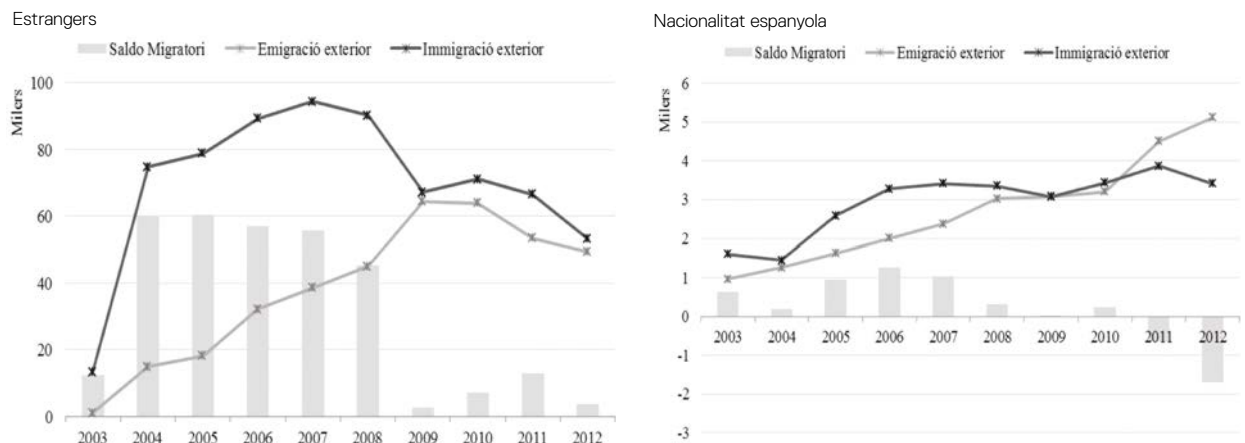 Estrangers
Saldo Migratori Emigració exterior Immigració exterior
Milers
100
80
60
40
20
0
2003 2004 2005 2006 2007 2008 2009 2010 2011 2012
Nacionalitat espanyola
Saldo Migratori Emigració exterior Immigració exterior
Milers
6
5
4
3
2
1
0
2003 2004 2005 2006 2007 2008 2009 2010 2011 2012
-1
-2
-3